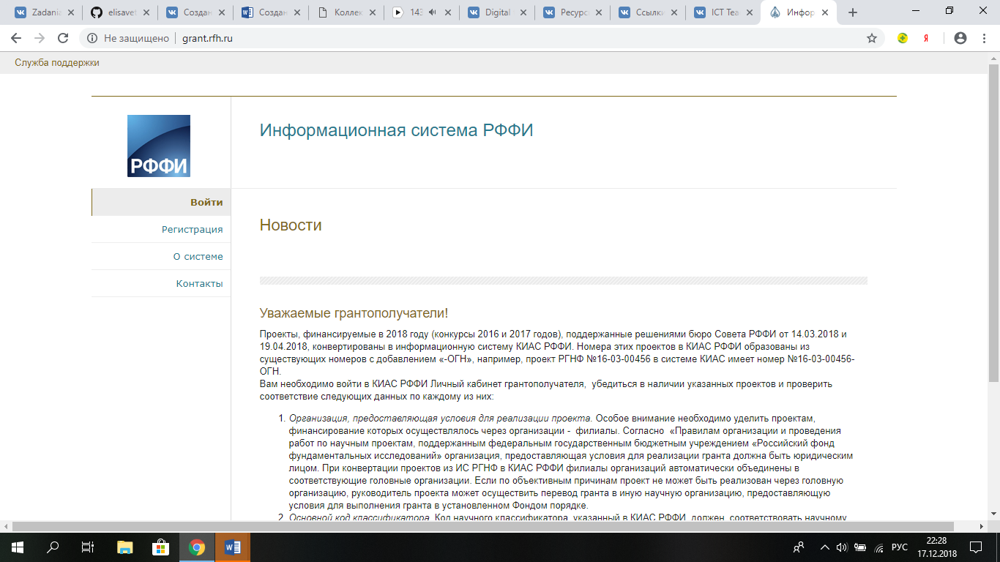 Zadania
elisavet
Создан
Создан
Коллек
143
Digital
Ресурс
Ссылк
ICT Tea
Инфор
Не защищено
grant.rfh.ru
Я
Служба поддержки
РФФИ
Информационная система РФФИ
Войти
Регистрация
О системе
Контакты
Новости
Уважаемые грантополучатели!
Проекты, финансируемые в 2018 году (конкурсы 2016 и 2017 годов), поддержанные решениями бюро Совета РФФИ от 14.03.2018 и
19.04.2018, конвертированы в информационную систему КИАС РФФИ. Номера этих проектов в КИАС РФФИ образованы из
существующих номеров с добавлением «-ОГН», например, проект РГНФ №16-03-00456 в системе КИАС имеет номер №16-03-00456-
ОГН.
Вам необходимо войти в КИАС РФФИ Личный кабинет грантополучателя, убедиться в наличии указанных проектов и проверить
соответствие следующих данных по каждому из них:
1. Организация, предоставляющая условия для реализации проекта. Особое внимание необходимо уделить проектам,
финансирование которых осуществлялось через организации - филиалы. Согласно «Правилам организации и проведения
работ по научным проектам, поддержанным федеральным государственным бюджетным учреждением «Российский фонд
фундаментальных исследований» организация, предоставляющая условия для реализации гранта должна быть юридическим
лицом. При конвертации проектов из ИС РГНФ в КИАС РФФИ филиалы организаций автоматически объединены в
соответствующие головные организации. Если по объективным причинам проект не может быть реализован через головную
организацию, руководитель проекта может осуществить перевод гранта в иную научную организацию, предоставляющую
условия для выполнения гранта в установленном Фондом порядке.
2. Основной код классификатора. Код научного классификатора, указанный в КИАС РФФИ, должен, соответствовать научному
РУС
22:28
17.12.2018